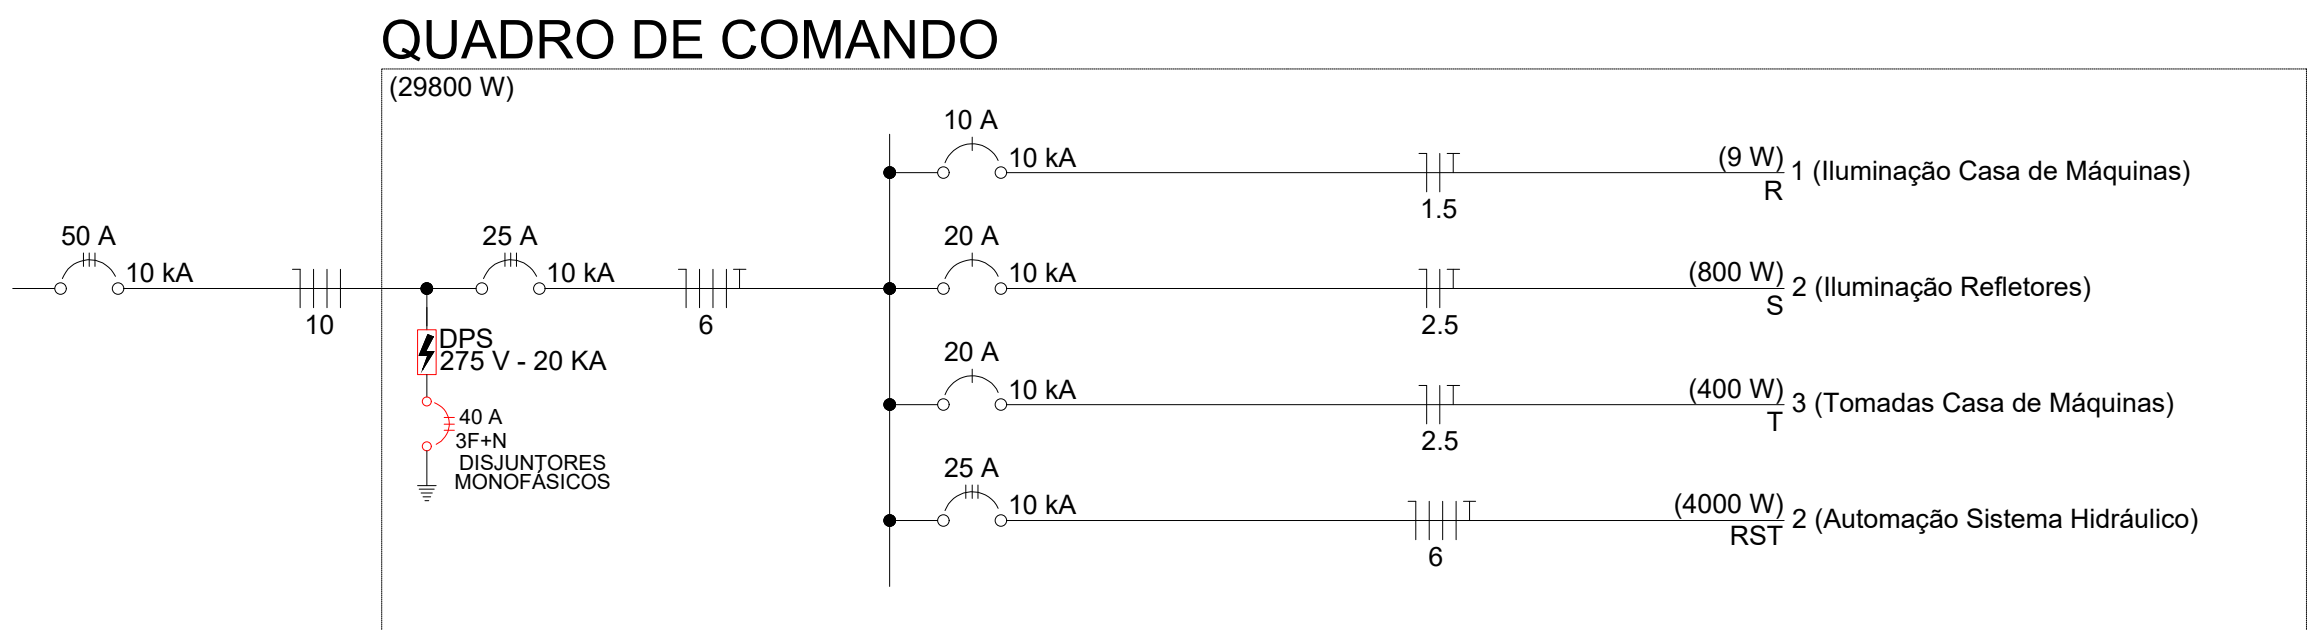 QUADRO DE COMANDO
(29800 W)
50 A
10 kA
10
25 A
10 kA
6
DPS
275 V - 20 KA
40 A
3F+N
DISJUNTORES
MONOFÁSICOS
10 A
10 kA
1.5
(9 W)
R
1 (Iluminação Casa de Máquinas)
20 A
10 kA
2.5
(800 W)
S
2 (Iluminação Refletores)
20 A
10 kA
2.5
(400 W)
T
3 (Tomadas Casa de Máquinas)
25 A
10 kA
6
(4000 W)
RST
2 (Automação Sistema Hidráulico)